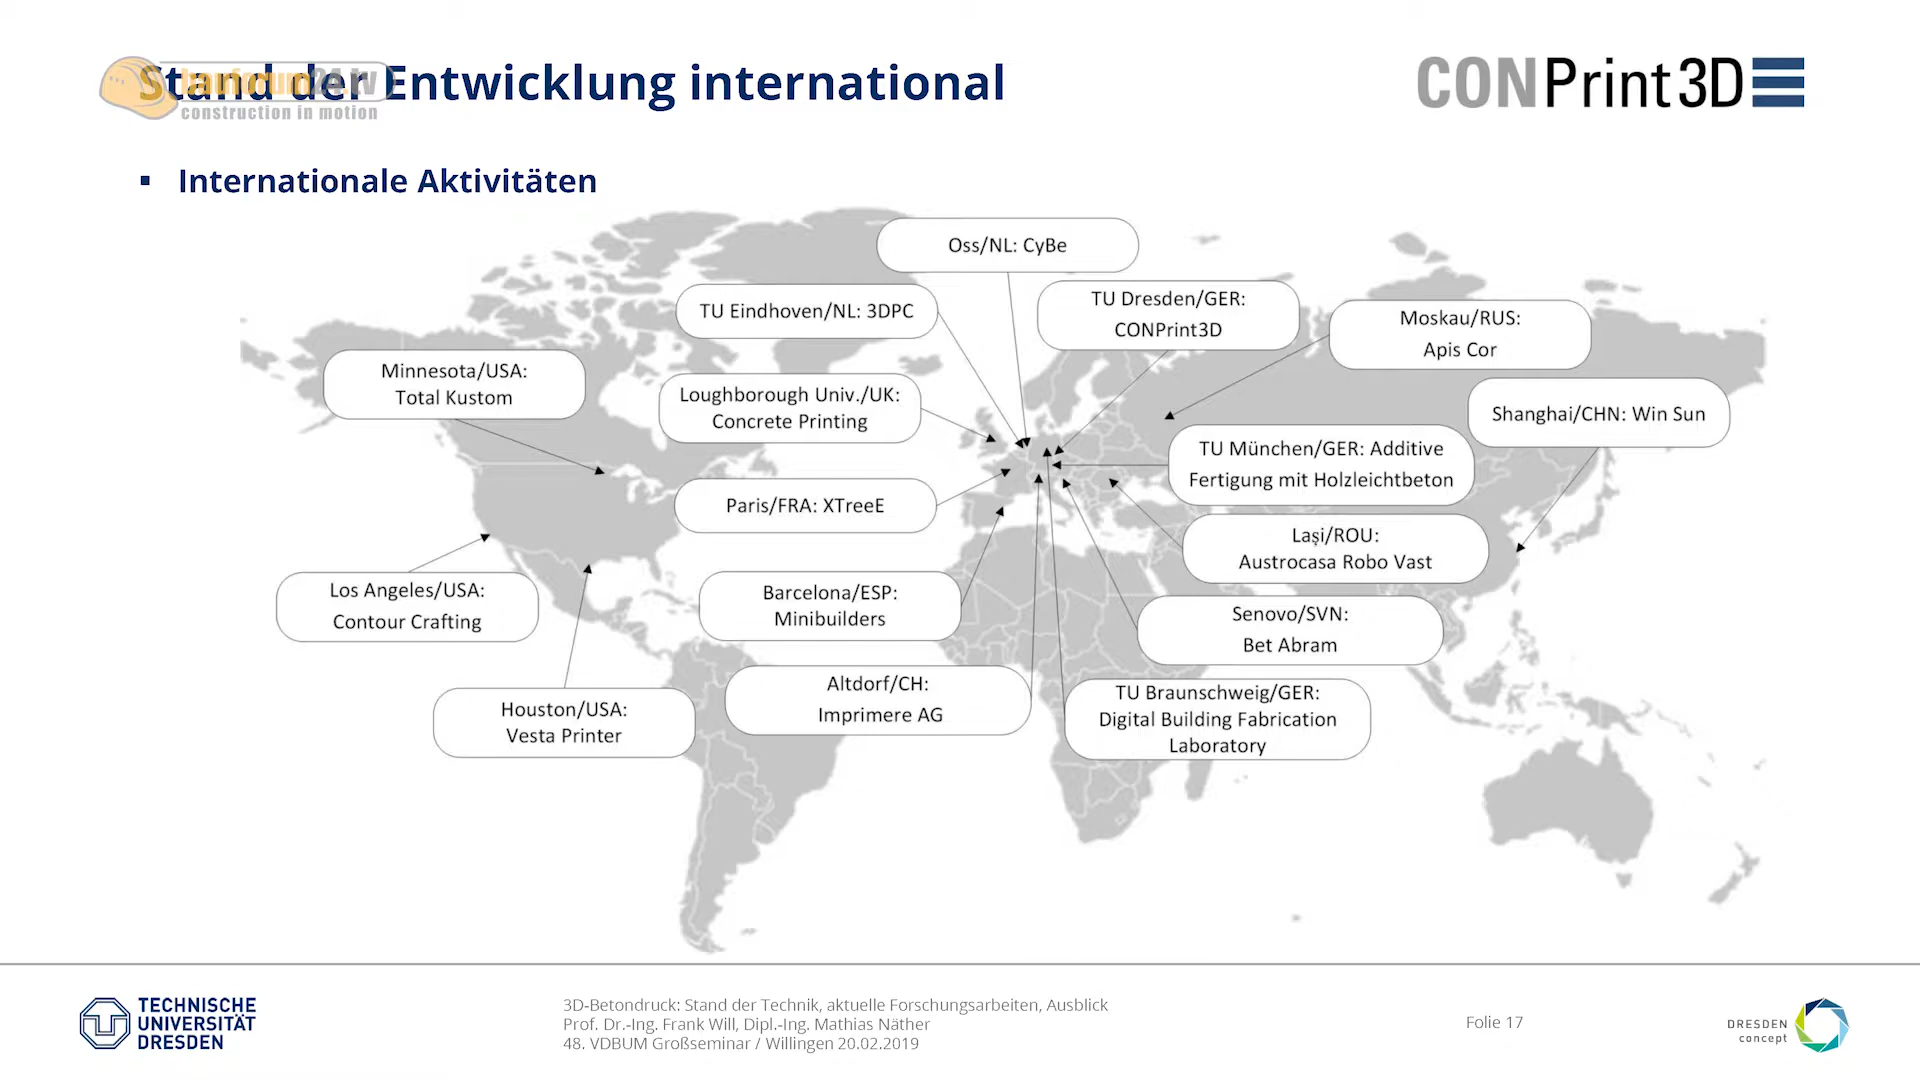 Stand der Entwicklung international
bauforum24.tv
construction in motion
CONPrint3D
Internationale Aktivitäten
Oss/NL: CyBe
TU Eindhoven/NL: 3DPC
TU Dresden/GER:
CONPrint3D
Moskau/RUS:
Apis Cor
Minnesota/USA:
Total Kustom
Loughborough Univ./UK:
Concrete Printing
Shanghai/CHN: Win Sun
TU München/GER: Additive
Fertigung mit Holzleichtbeton
Paris/FRA: XTreeE
Laşi/ROU:
Austrocasa Robo Vast
Los Angeles/USA:
Contour Crafting
Barcelona/ESP:
Minibuilders
Senovo/SVN:
Bet Abram
Altdorf/CH:
Imprimere AG
TU Braunschweig/GER:
Digital Building Fabrication
Laboratory
Houston/USA:
Vesta Printer
TECHNISCHE
UNIVERSITÄT
DRESDEN
3D-Betondruck: Stand der Technik, aktuelle Forschungsarbeiten, Ausblick
Prof. Dr.-Ing. Frank Will, Dipl.-Ing. Mathias Näther
48. VDBUM Großseminar / Willingen 20.02.2019
Folie 17
DRESDEN
concept